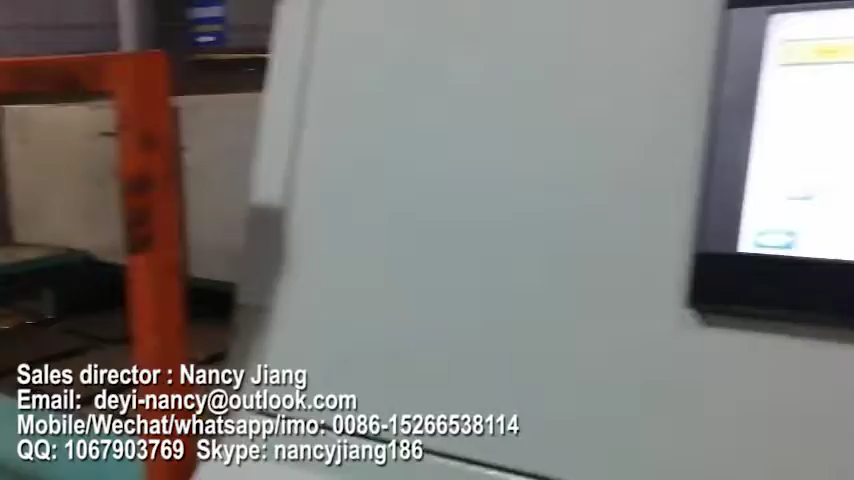 Sales director : Nancy Jiang
Email:  deyi-nancy@outlook.com
Mobile/Wechat/whatsapp/imo: 0086-15266538114
QQ: 1067903769  Skype: nancyjiang186